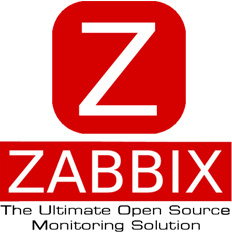 Z
ZABBIX
The Ultimate Open Source
Monitoring Solution